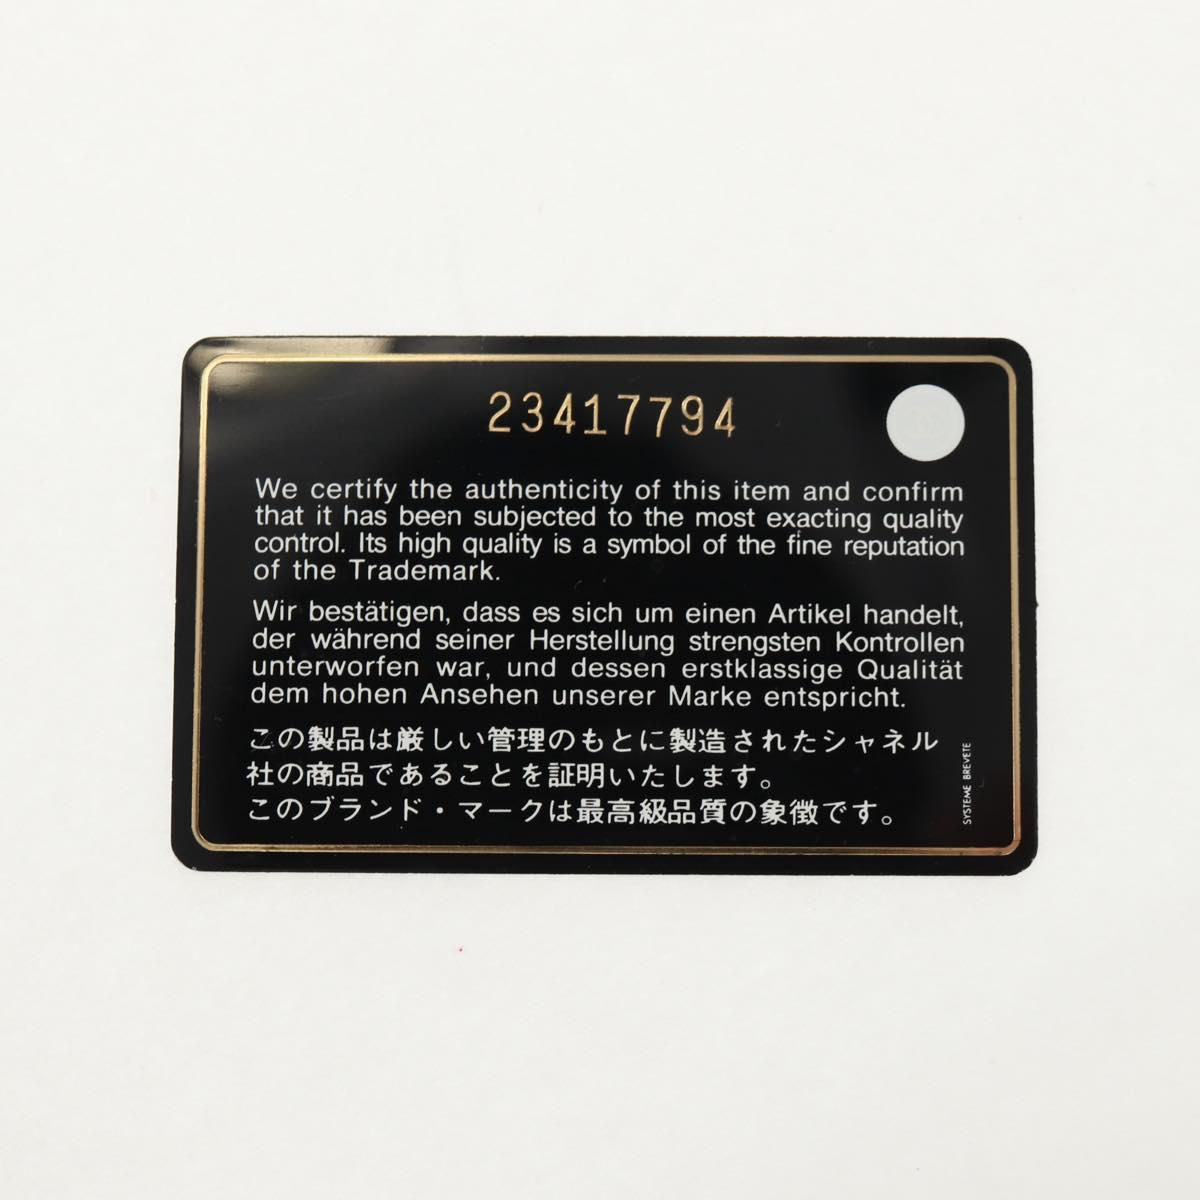 23417794
We certify the authenticity of this item and confirm
that it has been subjected to the most exacting quality
control. Its high quality is a symbol of the fine reputation
of the Trademark.
Wir bestätigen, dass es sich um einen Artikel handelt,
der während seiner Herstellung strengsten Kontrollen
unterworfen war, und dessen erstklassige Qualität
dem hohen Ansehen unserer Marke entspricht.
この製品は厳しい管理のもとに製造されたシャネル
社の商品であることを証明いたします。
このブランド・マークは最高級品質の象徴です。
SYSTEME BREVETE